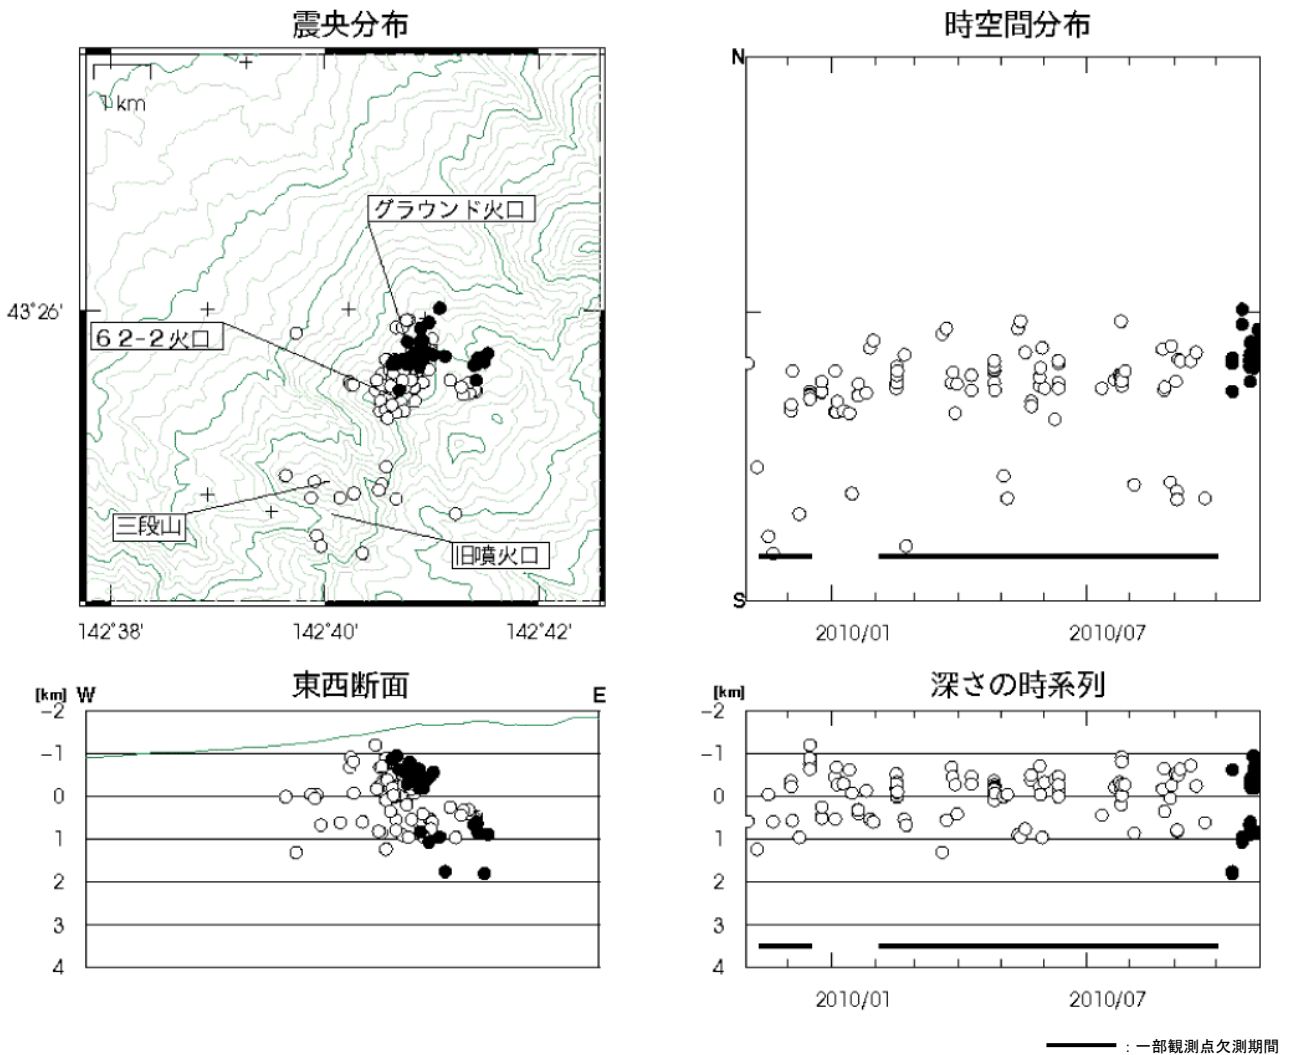 震央分布
1 km
グラウンド火口
43°26'
62-2火口
三段山
旧噴火口
142°38' 142°40' 142°42'
時空間分布
N
S
2010/01 2010/07
東西断面
[km] W E
-2
-1
0
1
2
3
4
深さの時系列
[km]
-2
-1
0
1
2
3
4
2010/01 2010/07
:一部観測点欠測期間